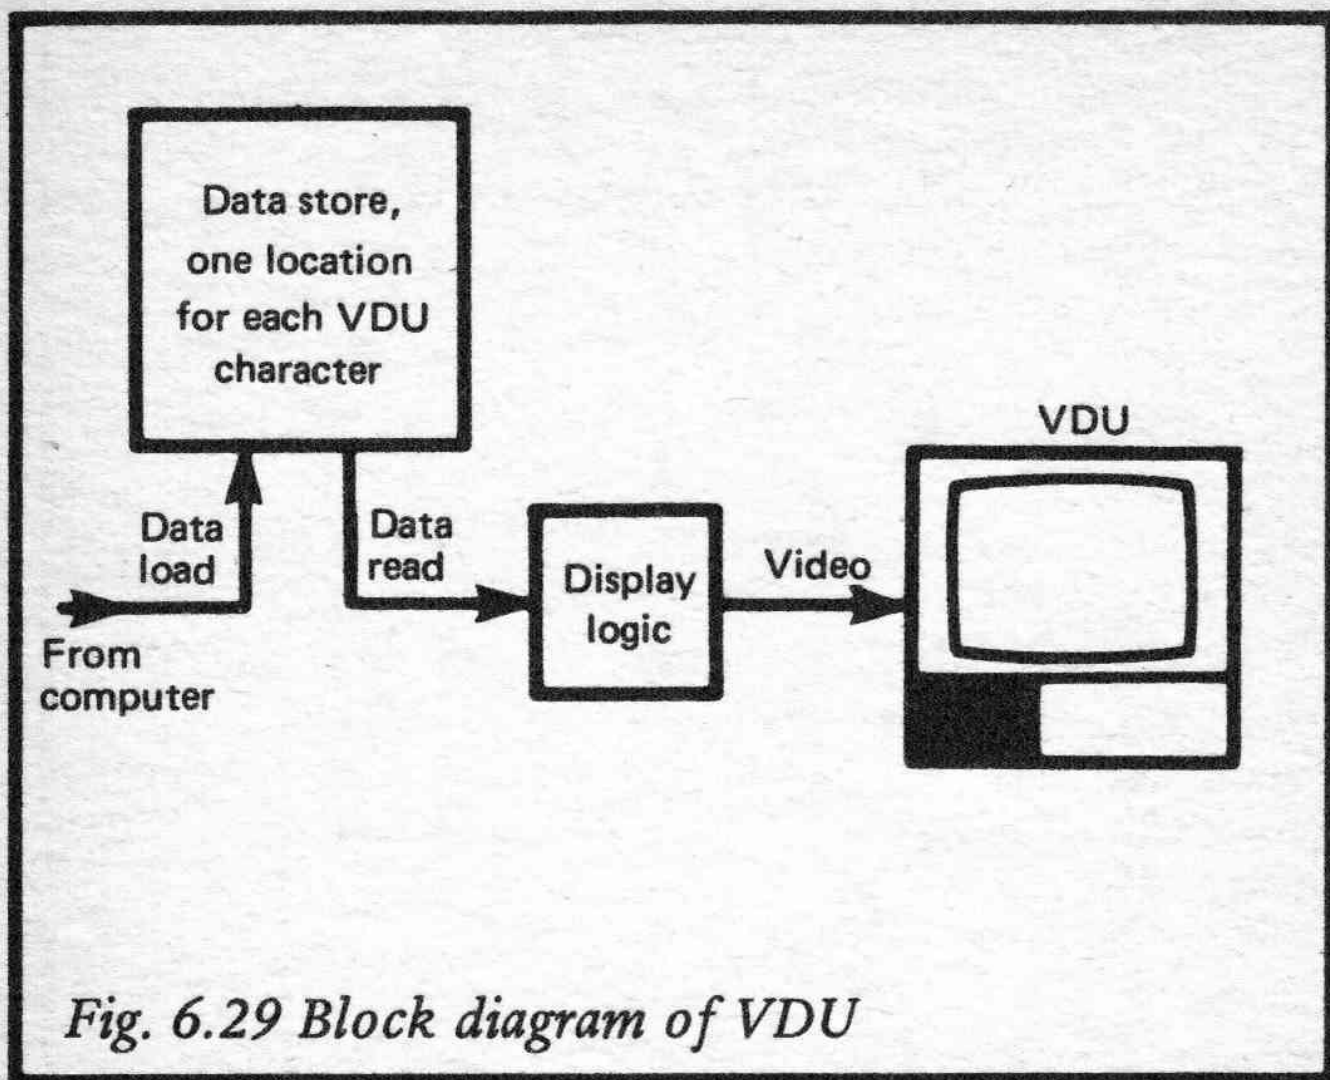 Data store,
one location
for each VDU
character
VDU
Data
load
Data
read
Display
logic
Video
From
computer
Fig. 6.29 Block diagram of VDU